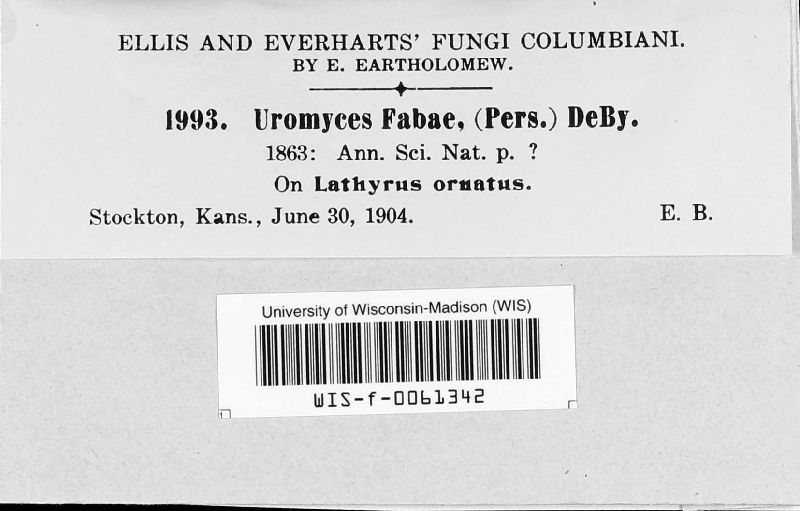 ELLIS AND EVERHARTS' FUNGI COLUMBIANI.
BY E. EARTHOLOMEW.
1993. Uromyces Fabae, (Pers.) DeBy.
1863: Ann. Sci. Nat. p. ?
On Lathyrus ornatus.
Stockton, Kans., June 30, 1904. E. B.
University of Wisconsin-Madison (WIS)
WIS-f-0061342